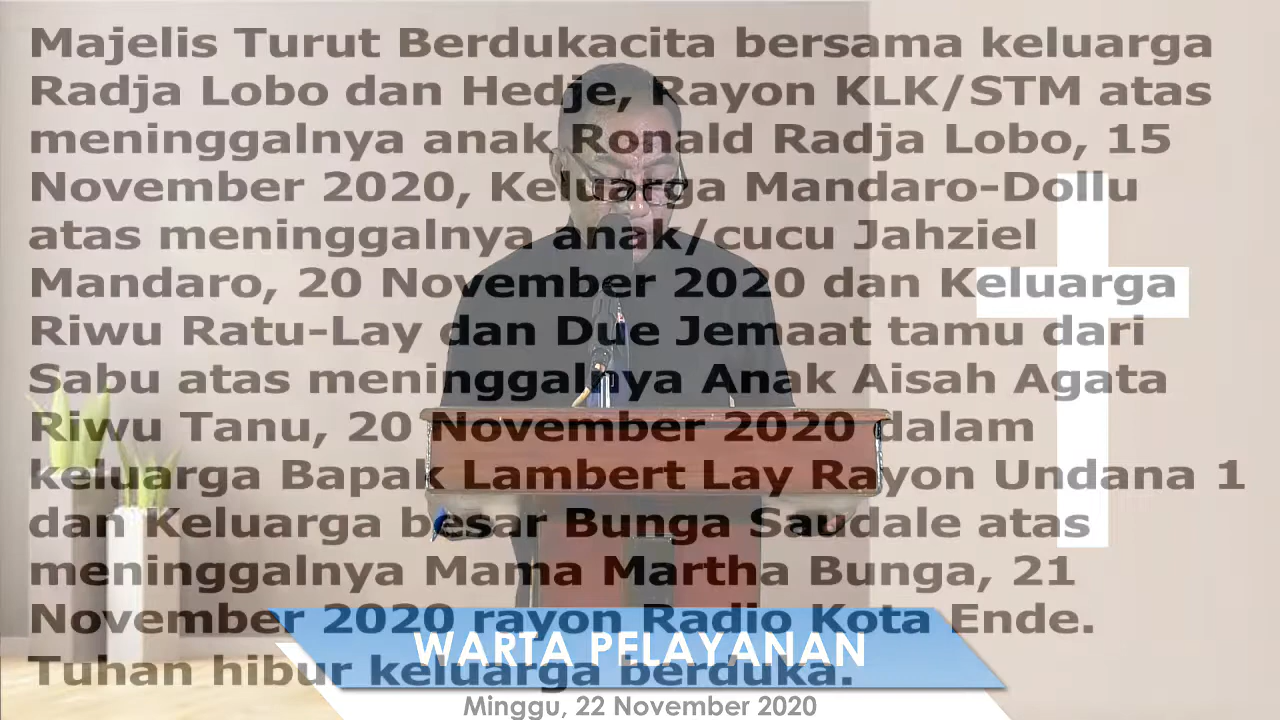 Majelis Turut Berdukacita bersama keluarga
Radja Lobo dan Hedje, Rayon KLK/STM atas
meninggalnya anak Ronald Radja Lobo, 15
November 2020, Keluarga Mandaro-Dollu
atas meninggalnya anak/cucu Jahziel
Mandaro, 20 November 2020 dan Keluarga
Riwu Ratu-Lay dan Due Jemaat tamu dari
Sabu atas meninggalnya Anak Aisah Agata
Riwu Tanu, 20 November 2020 dalam
keluarga Bapak Lambert Lay Rayon Undana 1
dan Keluarga besar Bunga Saudale atas
meninggalnya Mama Martha Bunga, 21
November 2020 rayon Radio Kota Ende.
Tuhan hibur keluarga berduka.
WARTA PELAYANAN
Minggu, 22 November 2020